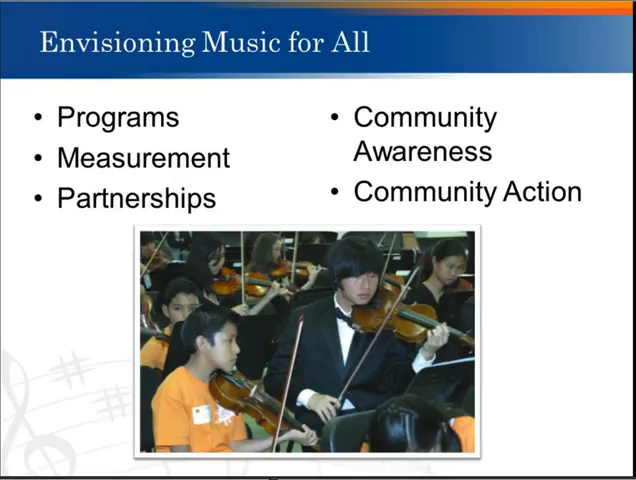 Envisioning Music for All
• Programs
• Measurement
• Partnerships
• Community
Awareness
• Community Action